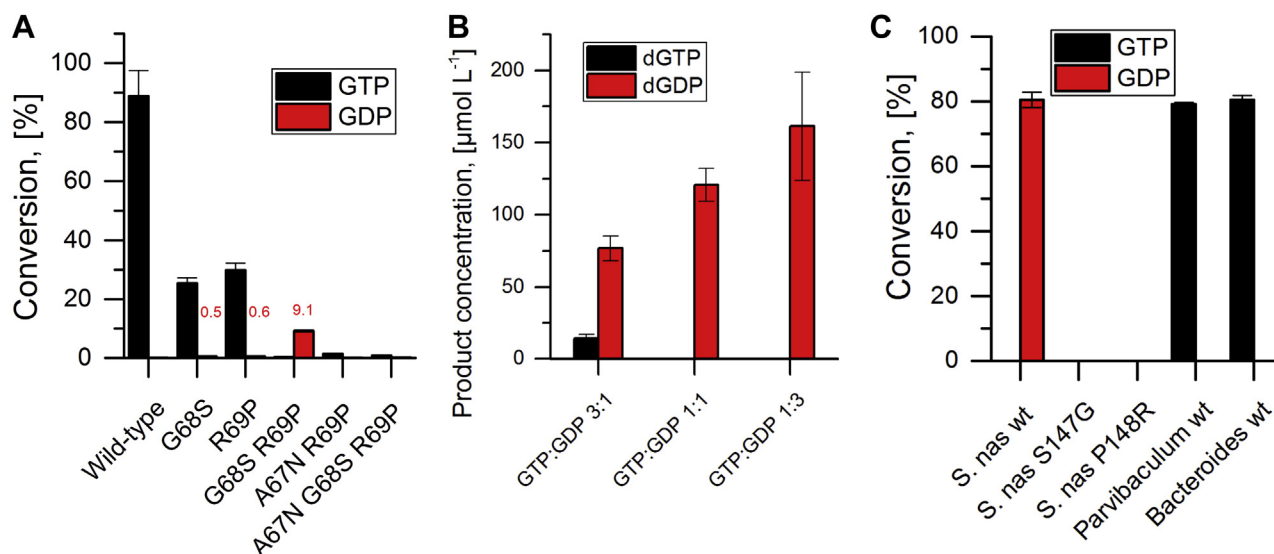 A
Conversion, [%]
100
80
60
40
20
0
GTP
GDP
0.5
0.6
9.1
Wild-type
G68S
R69P
G68S R69P
A67N R69P
A67N G68S R69P
B
Product concentration, [µmol L⁻¹]
200
150
100
50
0
dGTP
dGDP
GTP:GDP 3:1
GTP:GDP 1:1
GTP:GDP 1:3
C
Conversion, [%]
100
80
60
40
20
0
GTP
GDP
S. nas wt
S. nas S147G
S. nas P148R
Parvibaculum wt
Bacteroides wt